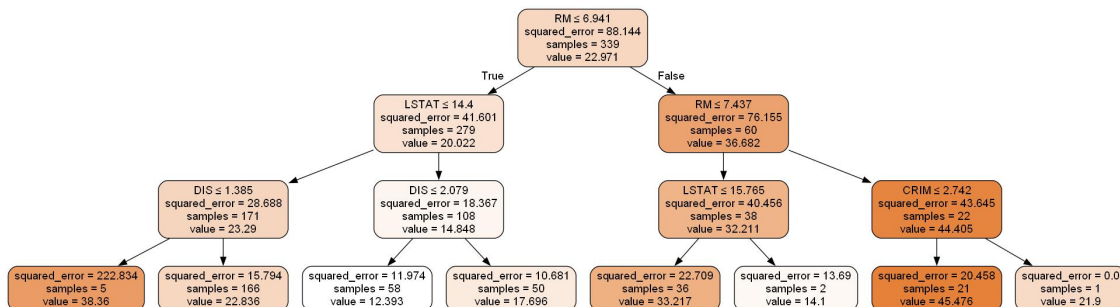 RM ≤ 6.941
squared_error = 88.144
samples = 339
value = 22.971
True
False
LSTAT ≤ 14.4
squared_error = 41.601
samples = 279
value = 20.022
RM ≤ 7.437
squared_error = 76.155
samples = 60
value = 36.682
DIS ≤ 1.385
squared_error = 28.688
samples = 171
value = 23.29
DIS ≤ 2.079
squared_error = 18.367
samples = 108
value = 14.848
LSTAT ≤ 15.765
squared_error = 40.456
samples = 38
value = 32.211
CRIM ≤ 2.742
squared_error = 43.645
samples = 22
value = 44.405
squared_error = 222.834
samples = 5
value = 38.36
squared_error = 15.794
samples = 166
value = 22.836
squared_error = 11.974
samples = 58
value = 12.393
squared_error = 10.681
samples = 50
value = 17.696
squared_error = 22.709
samples = 36
value = 33.217
squared_error = 13.69
samples = 2
value = 14.1
squared_error = 20.458
samples = 21
value = 45.476
squared_error = 0.0
samples = 1
value = 21.9